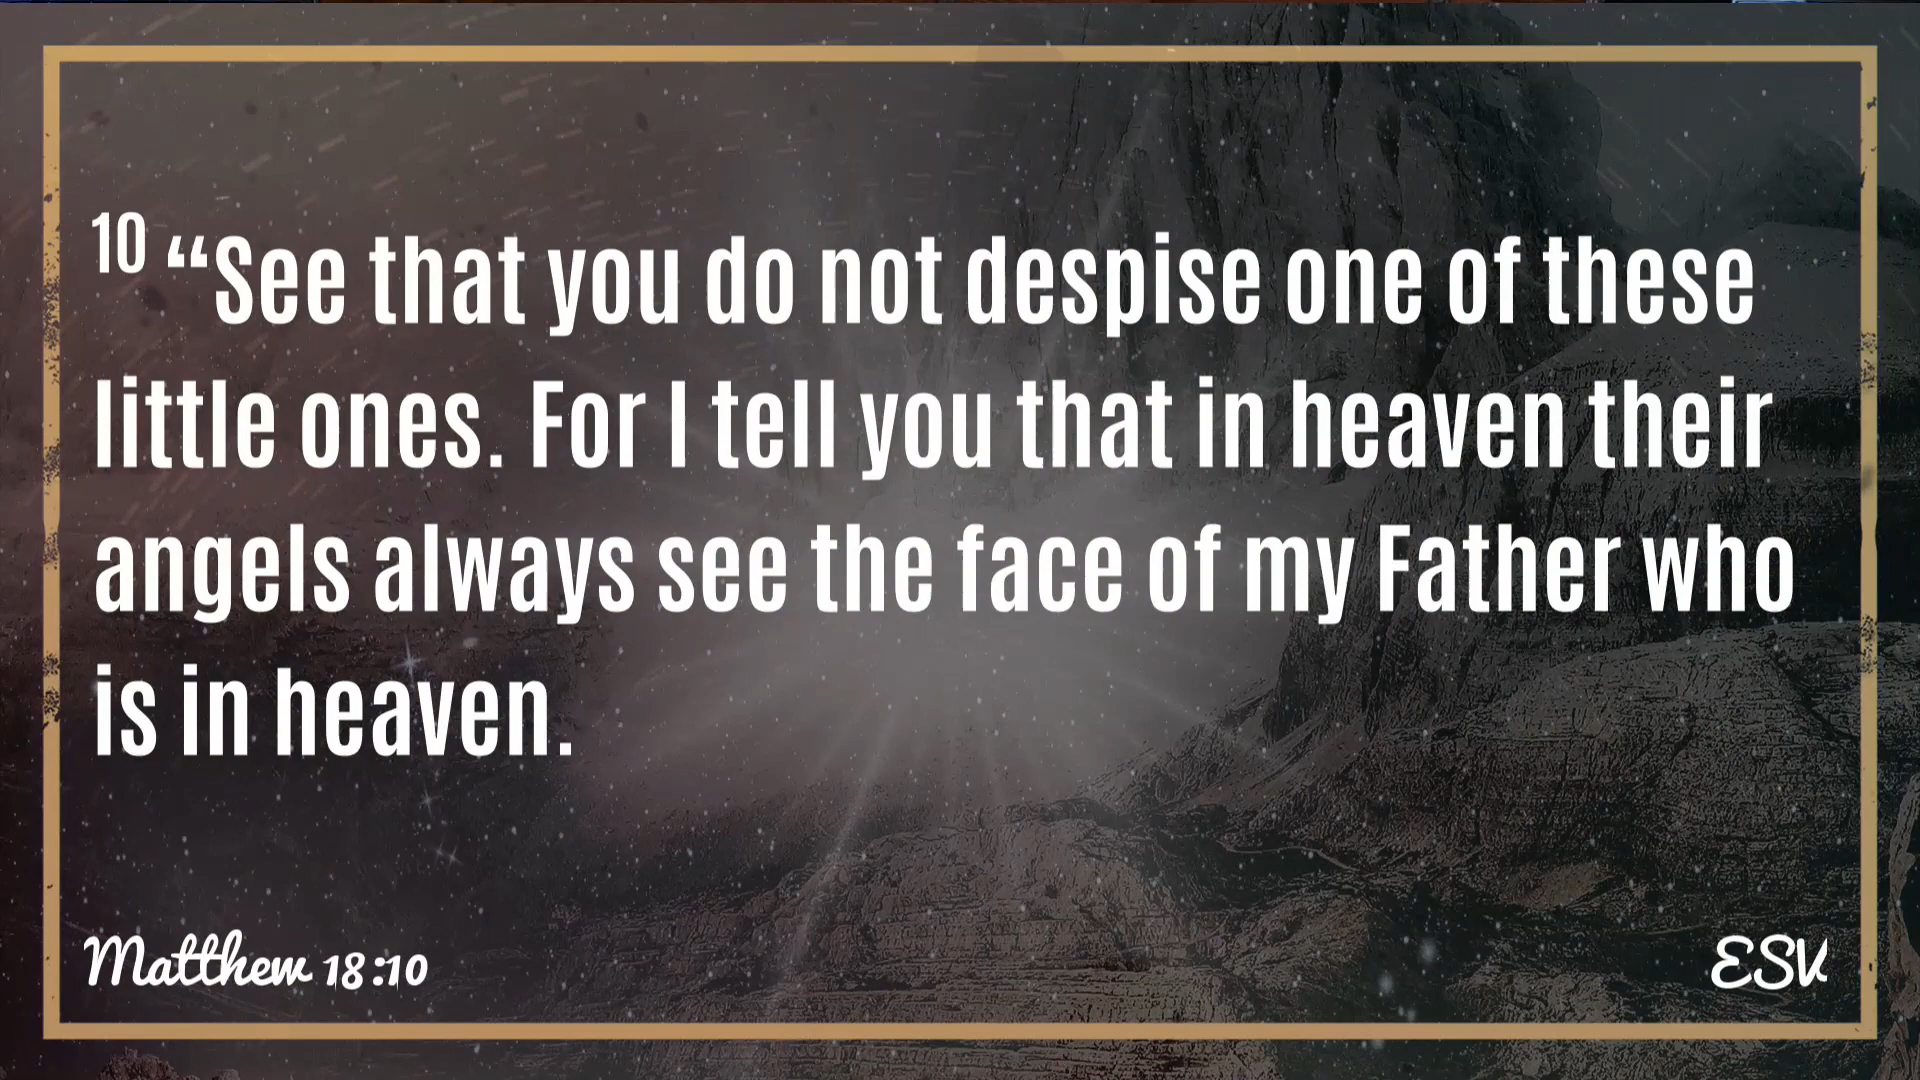 10 “See that you do not despise one of these
little ones. For I tell you that in heaven their
angels always see the face of my Father who
is in heaven.
Matthew 18:10
ESV